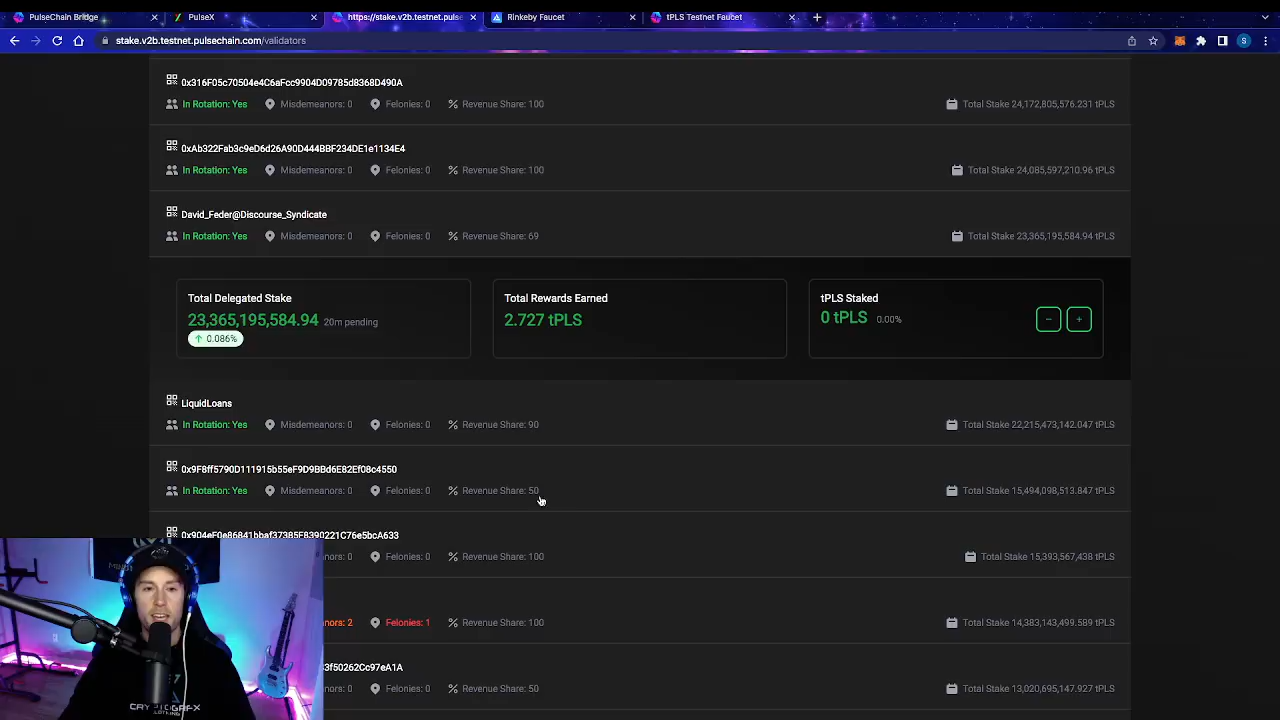 PulseChain Bridge
PulseX
https://stake.v2b.testnet.pulse
Rinkeby Faucet
tPLS Testnet Faucet
stake.v2b.testnet.pulsechain.com/validators
S
0x316F05c70504e4C6aFcc9904D09785d8368D490A
In Rotation: Yes Misdemeanors: 0 Felonies: 0 Revenue Share: 100 Total Stake 24,172,805,576.231 tPLS
0xAb322Fab3c9eD6d26A90D444BBF234DE1e1134E4
In Rotation: Yes Misdemeanors: 0 Felonies: 0 Revenue Share: 100 Total Stake 24,085,597,210.96 tPLS
David_Feder@Discourse_Syndicate
In Rotation: Yes Misdemeanors: 0 Felonies: 0 Revenue Share: 69 Total Stake 23,365,195,584.94 tPLS
Total Delegated Stake
23,365,195,584.94 20m pending
↑ 0.086%
Total Rewards Earned
2.727 tPLS
tPLS Staked
0 tPLS 0.00%
- +
LiquidLoans
In Rotation: Yes Misdemeanors: 0 Felonies: 0 Revenue Share: 90 Total Stake 22,215,473,142.047 tPLS
0x9F8ff5790D111915b55eF9D9BBd6E82Ef08c4550
In Rotation: Yes Misdemeanors: 0 Felonies: 0 Revenue Share: 50 Total Stake 15,494,098,513.847 tPLS
0x904eF0e86841bbaf37385F8390221C76e5bcA633
nors: 0 Felonies: 0 Revenue Share: 100 Total Stake 15,393,567,438 tPLS
nors: 2 Felonies: 1 Revenue Share: 100 Total Stake 14,383,143,499.589 tPLS
3f50262Cc97eA1A
nors: 0 Felonies: 0 Revenue Share: 50 Total Stake 13,020,695,147.927 tPLS